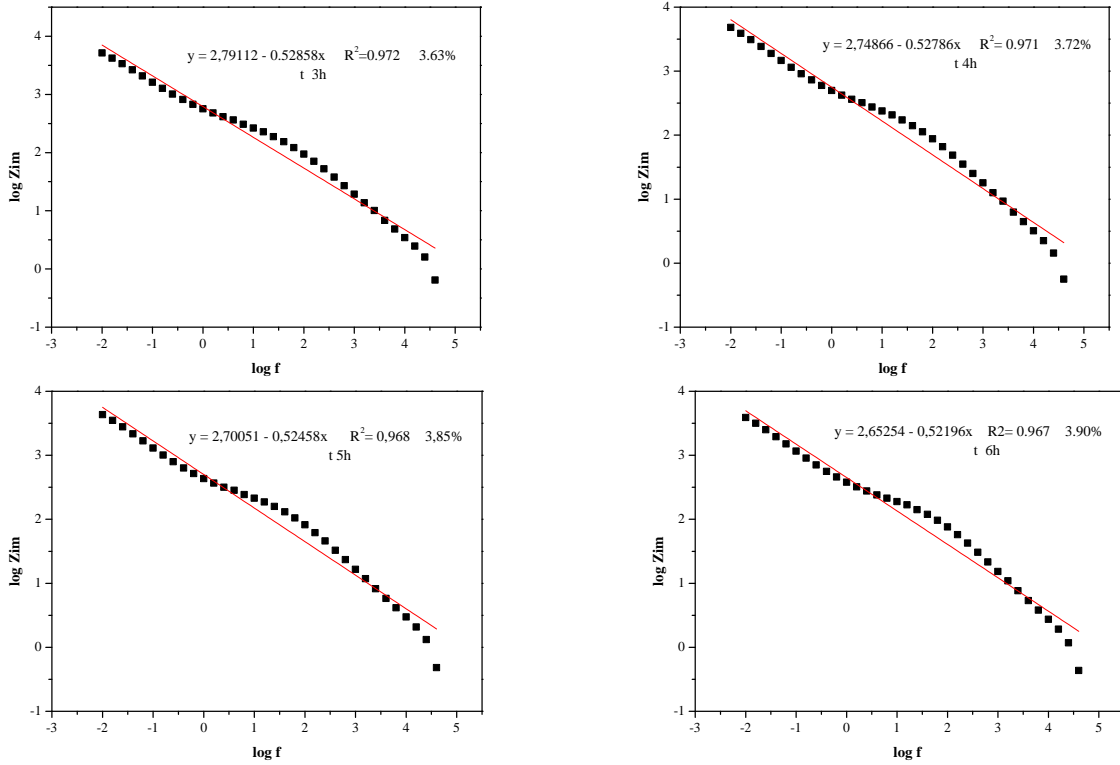 y = 2,79112 - 0.52858x R²=0.972 3.63%
t 3h
4
3
2
1
0
-1
-3 -2 -1 0 1 2 3 4 5
log Zim
log f
y = 2,74866 - 0.52786x R²=0.971 3.72%
t 4h
4
3
2
1
0
-1
-3 -2 -1 0 1 2 3 4 5
log Zim
log f
y = 2,70051 - 0,52458x R²= 0,968 3,85%
t 5h
4
3
2
1
0
-1
-3 -2 -1 0 1 2 3 4 5
log Zim
log f
y = 2,65254 - 0,52196x R2= 0.967 3.90%
t 6h
4
3
2
1
0
-1
-3 -2 -1 0 1 2 3 4 5
log Zim
log f